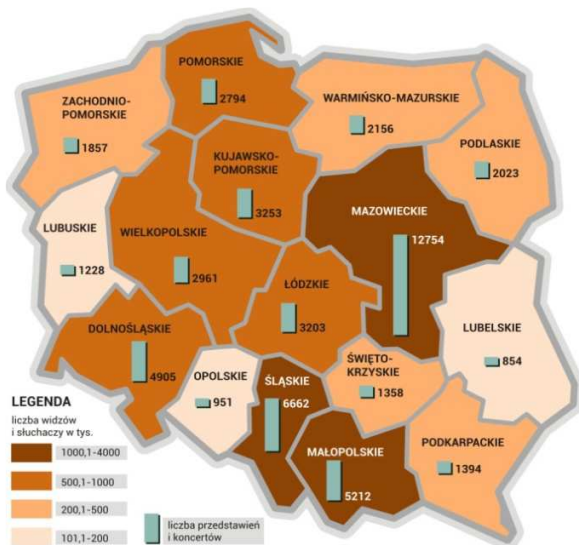 POMORSKIE
2794
ZACHODNIO-
POMORSKIE
1857
WARMIŃSKO-MAZURSKIE
2156
PODLASKIE
2023
KUJAWSKO-
POMORSKIE
3253
MAZOWIECKIE
12754
LUBUSKIE
1228
WIELKOPOLSKIE
2961
ŁÓDZKIE
3203
DOLNOŚLĄSKIE
4905
LUBELSKIE
854
OPOLSKIE
951
ŚLĄSKIE
6662
ŚWIĘTO-
KRZYSKIE
1358
MAŁOPOLSKIE
5212
PODKARPACKIE
1394
LEGENDA
liczba widzów
i słuchaczy w tys.
1000,1-4000
500,1-1000
200,1-500
101,1-200
liczba przedstawień
i koncertów